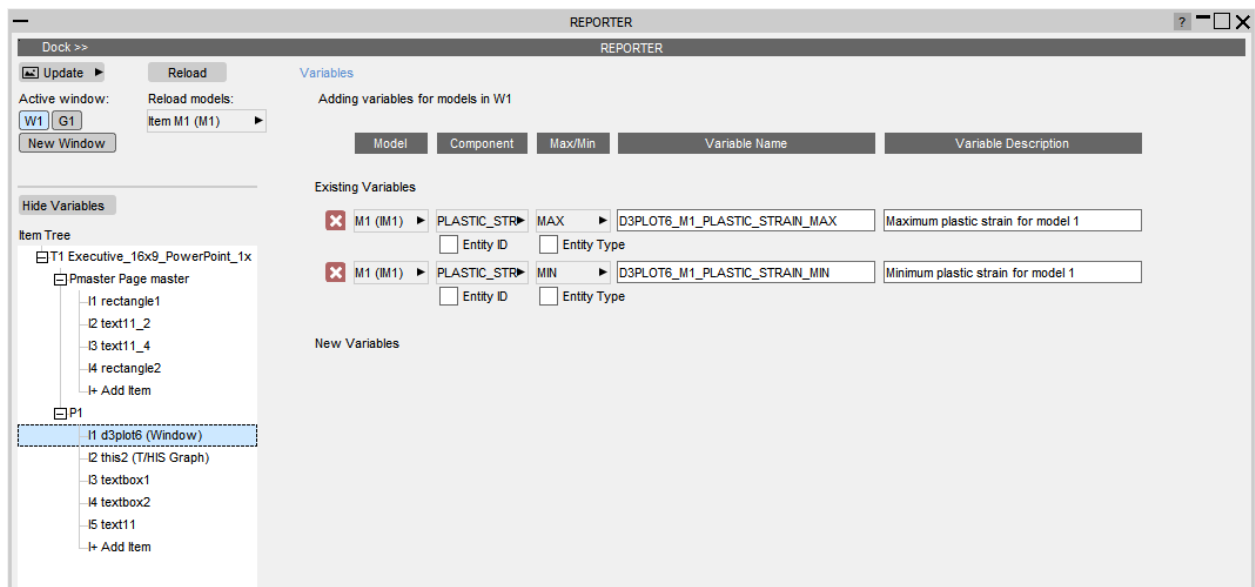 REPORTER
?
Dock >>
REPORTER
Update
Reload
Variables
Active window:
Reload models:
Adding variables for models in W1
W1
G1
Item M1 (M1)
New Window
Model
Component
Max/Min
Variable Name
Variable Description
Existing Variables
Hide Variables
M1 (IM1)
PLASTIC_STR
MAX
D3PLOT6_M1_PLASTIC_STRAIN_MAX
Maximum plastic strain for model 1
Entity ID
Entity Type
M1 (IM1)
PLASTIC_STR
MIN
D3PLOT6_M1_PLASTIC_STRAIN_MIN
Minimum plastic strain for model 1
Entity ID
Entity Type
New Variables
Item Tree
T1 Executive_16x9_PowerPoint_1x
Pmaster Page master
I1 rectangle1
I2 text11_2
I3 text11_4
I4 rectangle2
I+ Add Item
P1
I1 d3plot6 (Window)
I2 this2 (T/HIS Graph)
I3 textbox1
I4 textbox2
I5 text11
I+ Add Item